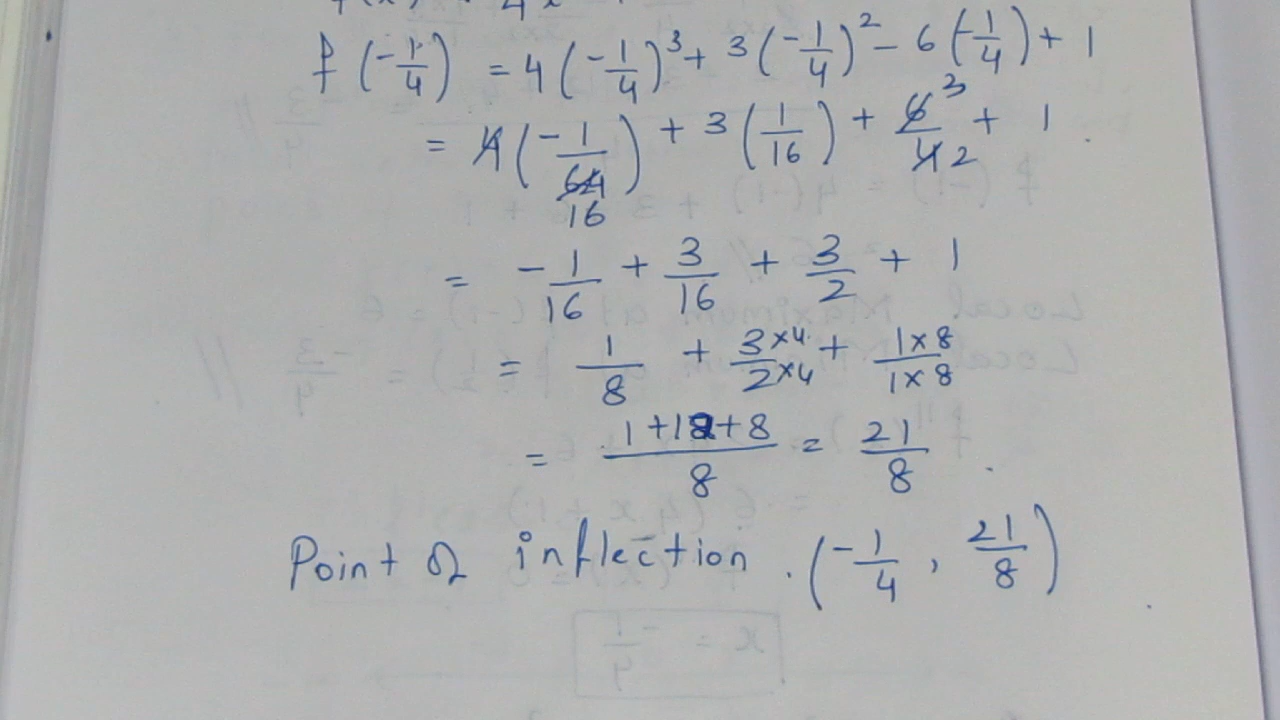 f(-1/4) = 4(-1/4)³ + 3(-1/4)² - 6(-1/4) + 1
= 4(-1/64 16) + 3(1/16) + 6 3/4 2 + 1
= -1/16 + 3/16 + 3/2 + 1
= 1/8 + 3×4/2×4 + 1×8/1×8
= 1+12+8/8 = 21/8
Point of inflection. (-1/4, 21/8)